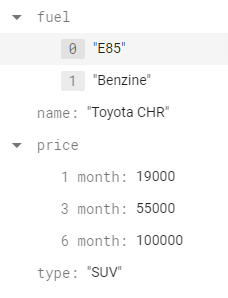 fuel
0 "E85"
1 "Benzine"
name: "Toyota CHR"
price
1 month: 19000
3 month: 55000
6 month: 100000
type: "SUV"